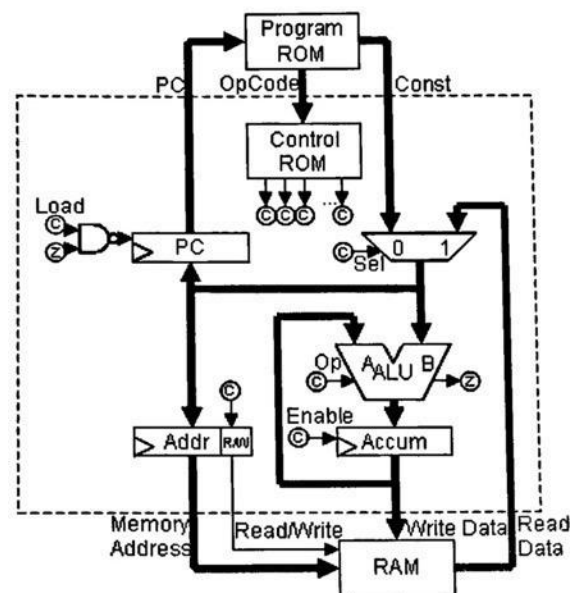 Program
ROM
PC OpCode Const
Control
ROM
C C C ... C
Load
C
Z
PC
C
Sel
0 1
A ALU B
Op
C
Z
C
Enable
C
Addr R/W
Accum
Memory
Address
Read/Write
Write Data
Read
Data
RAM